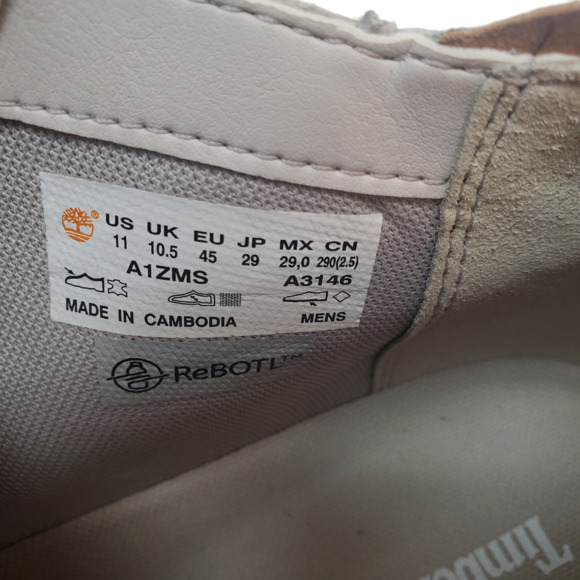 US UK EU JP MX CN
11 10.5 45 29 29,0 290(2.5)
A1ZMS A3146
MADE IN CAMBODIA MENS
ReBOTL™